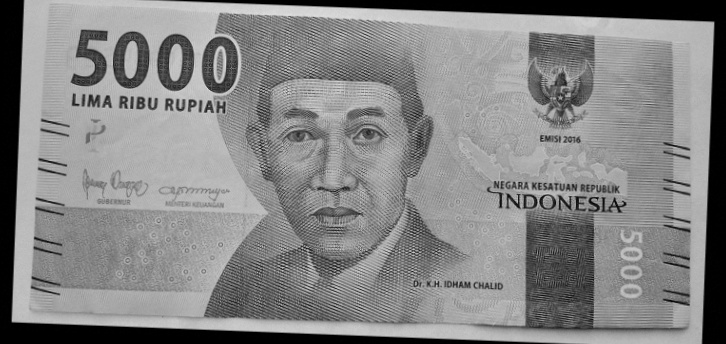 5000
LIMA RIBU RUPIAH
GUBERNUR
MENTERI KEUANGAN
EMISI 2016
NEGARA KESATUAN REPUBLIK
INDONESIA
Dr. K.H. IDHAM CHALID
5000